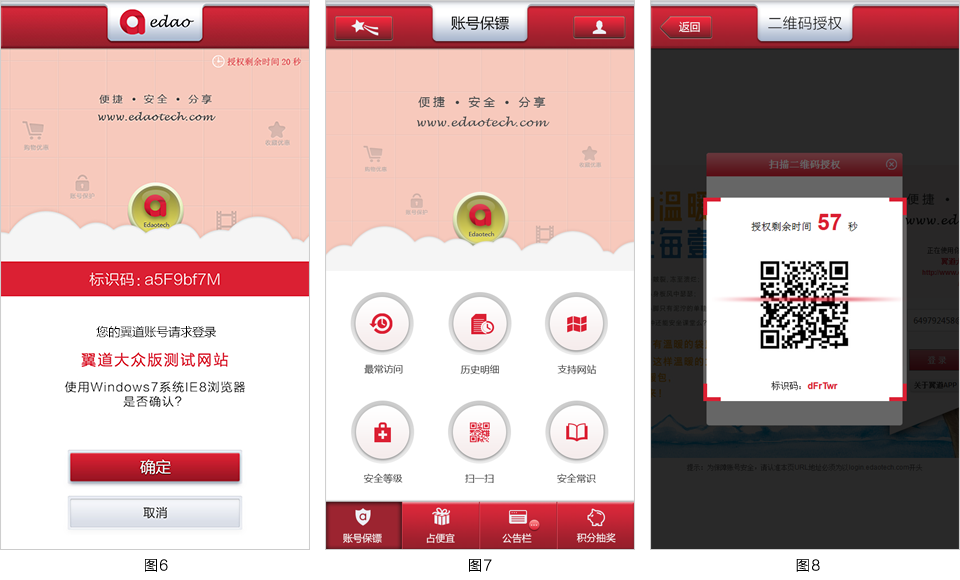 edao
授权剩余时间 20 秒
便捷 • 安全 • 分享
www.edaotech.com
购物优惠
收藏优惠
账号保护
Edaotech
标识码: a5F9bf7M
您的翼道账号请求登录
翼道大众版测试网站
使用Windows7系统IE8浏览器
是否确认?
确定
取消
图6
账号保镖
便捷 • 安全 • 分享
www.edaotech.com
购物优惠
收藏优惠
账号保护
Edaotech
最常访问
历史明细
支持网站
安全等级
扫一扫
安全常识
账号保镖
占便宜
公告栏
积分抽奖
图7
返回
二维码授权
扫描二维码授权
授权剩余时间 57 秒
标识码: dFrTwr
便捷
登录
关于翼道APP
图8